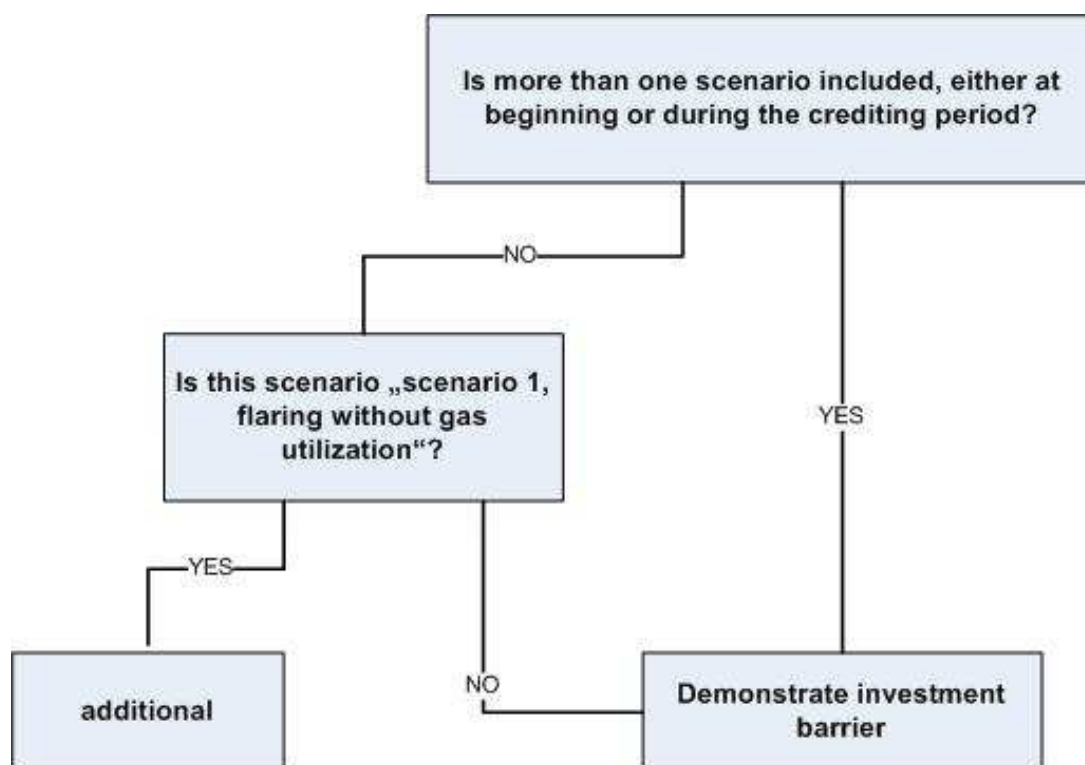 Is more than one scenario included, either at
beginning or during the crediting period?
NO
Is this scenario „scenario 1,
flaring without gas
utilization“?
YES
YES
NO
additional
Demonstrate investment
barrier